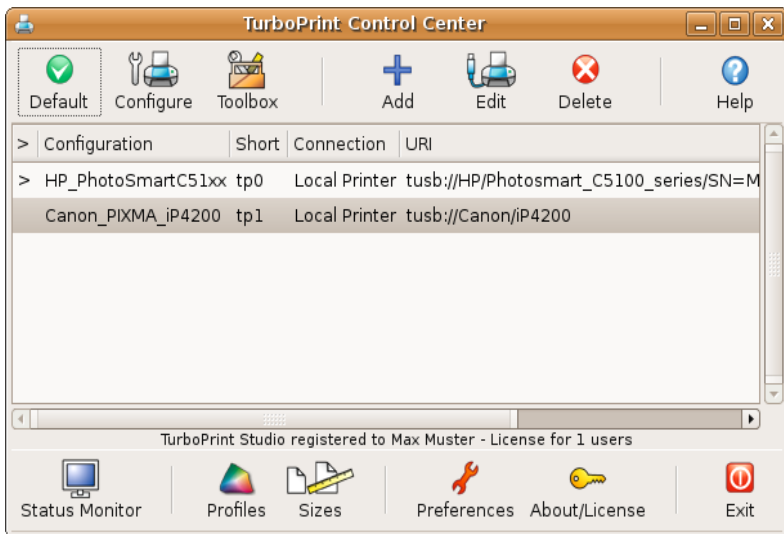 TurboPrint Control Center
Default Configure Toolbox Add Edit Delete Help
> Configuration Short Connection URI
> HP_PhotoSmartC51xx tp0 Local Printer tusb://HP/Photosmart_C5100_series/SN=M
Canon_PIXMA_iP4200 tp1 Local Printer tusb://Canon/iP4200
TurboPrint Studio registered to Max Muster - License for 1 users
Status Monitor Profiles Sizes Preferences About/License Exit